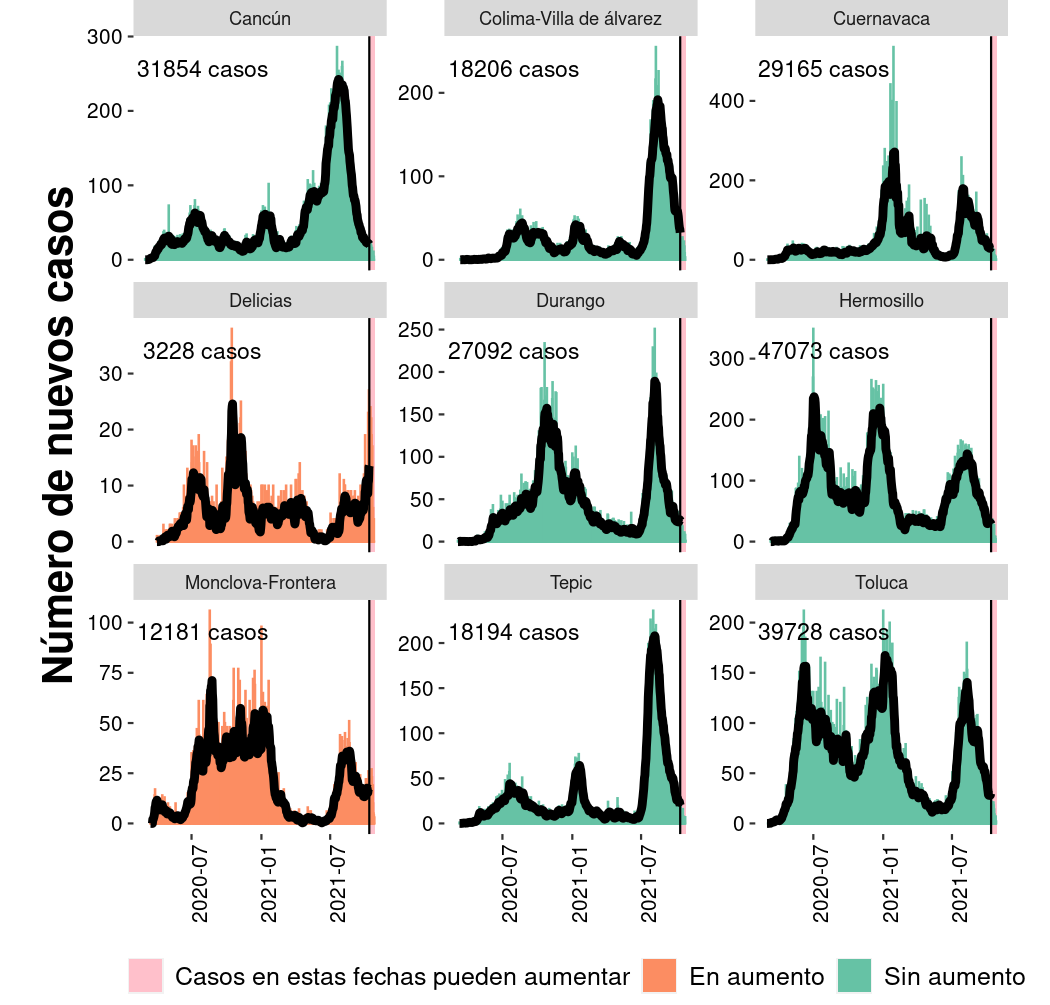 Número de nuevos casos
Cancún
Colima-Villa de álvarez
Cuernavaca
300
200
100
0
31854 casos
200
100
0
18206 casos
400
200
0
29165 casos
Delicias
Durango
Hermosillo
30
20
10
0
3228 casos
250
200
150
100
50
0
27092 casos
300
200
100
0
47073 casos
Monclova-Frontera
Tepic
Toluca
100
75
50
25
0
12181 casos
200
150
100
50
0
18194 casos
200
150
100
50
0
39728 casos
2020-07
2021-01
2021-07
2020-07
2021-01
2021-07
2020-07
2021-01
2021-07
Casos en estas fechas pueden aumentar
En aumento
Sin aumento